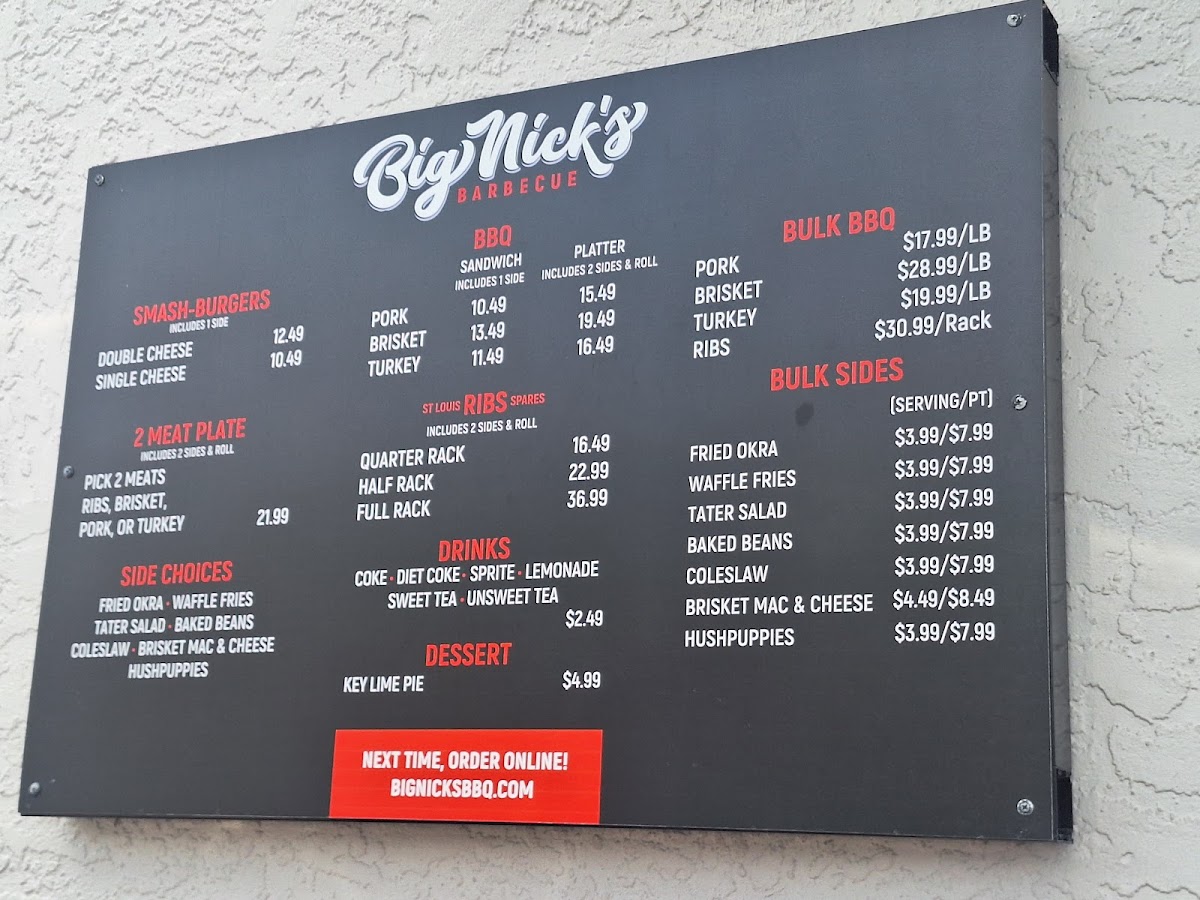 Big Nick's
BARBECUE
SMASH-BURGERS
INCLUDES 1 SIDE
DOUBLE CHEESE 12.49
SINGLE CHEESE 10.49
2 MEAT PLATE
INCLUDES 2 SIDES & ROLL
PICK 2 MEATS
RIBS, BRISKET,
PORK, OR TURKEY 21.99
SIDE CHOICES
FRIED OKRA • WAFFLE FRIES
TATER SALAD • BAKED BEANS
COLESLAW • BRISKET MAC & CHEESE
HUSHPUPPIES
BBQ
SANDWICH PLATTER
INCLUDES 1 SIDE INCLUDES 2 SIDES & ROLL
PORK 10.49 15.49
BRISKET 13.49 19.49
TURKEY 11.49 16.49
ST LOUIS RIBS SPARES
INCLUDES 2 SIDES & ROLL
QUARTER RACK 16.49
HALF RACK 22.99
FULL RACK 36.99
DRINKS
COKE • DIET COKE • SPRITE • LEMONADE
SWEET TEA • UNSWEET TEA
$2.49
DESSERT
KEY LIME PIE $4.99
NEXT TIME, ORDER ONLINE!
BIGNICKSBBQ.COM
BULK BBQ
PORK $17.99/LB
BRISKET $28.99/LB
TURKEY $19.99/LB
RIBS $30.99/Rack
BULK SIDES
(SERVING/PT)
FRIED OKRA $3.99/$7.99
WAFFLE FRIES $3.99/$7.99
TATER SALAD $3.99/$7.99
BAKED BEANS $3.99/$7.99
COLESLAW $3.99/$7.99
BRISKET MAC & CHEESE $4.49/$8.49
HUSHPUPPIES $3.99/$7.99